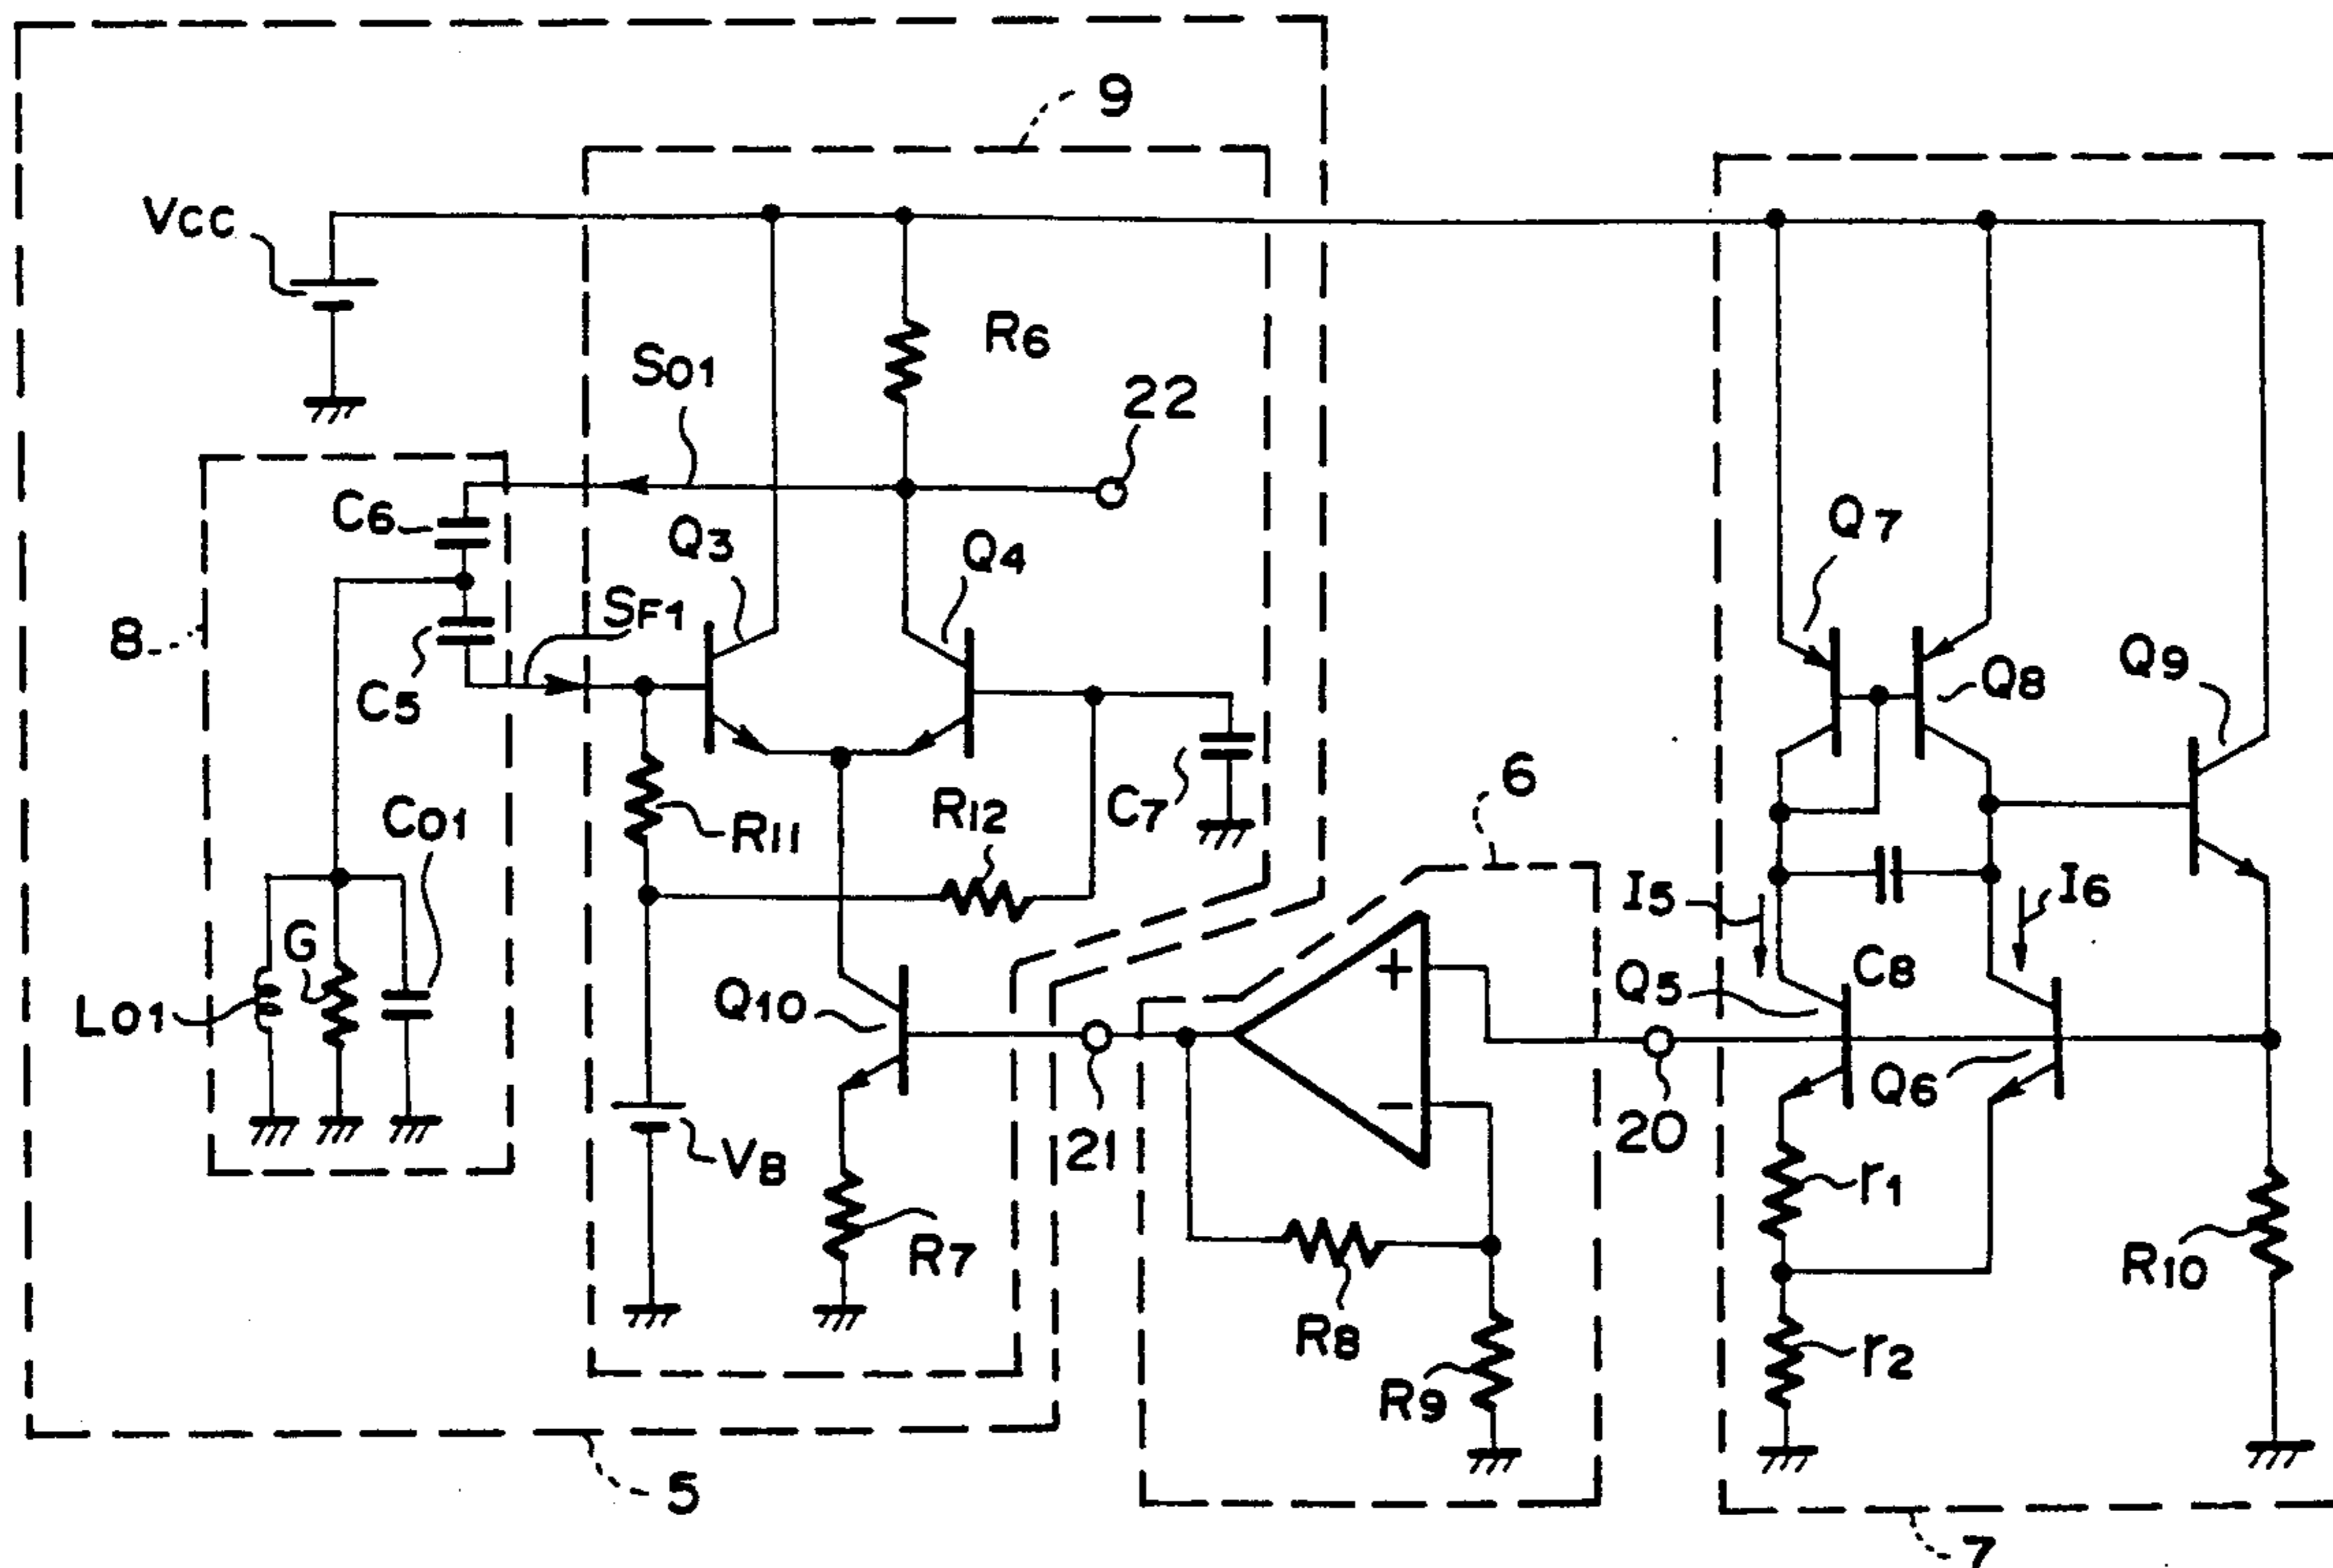 9
VCC
R6
S01
22
C6
Q3
Q4
Q7
SF1
8
C5
Q8
Q9
6
C01
R11
R12
C7
G
I5
I6
L01
Q10
+
Q5
C8
Q6
−
21
20
VB
r1
R7
R8
R10
R9
r2
5
7